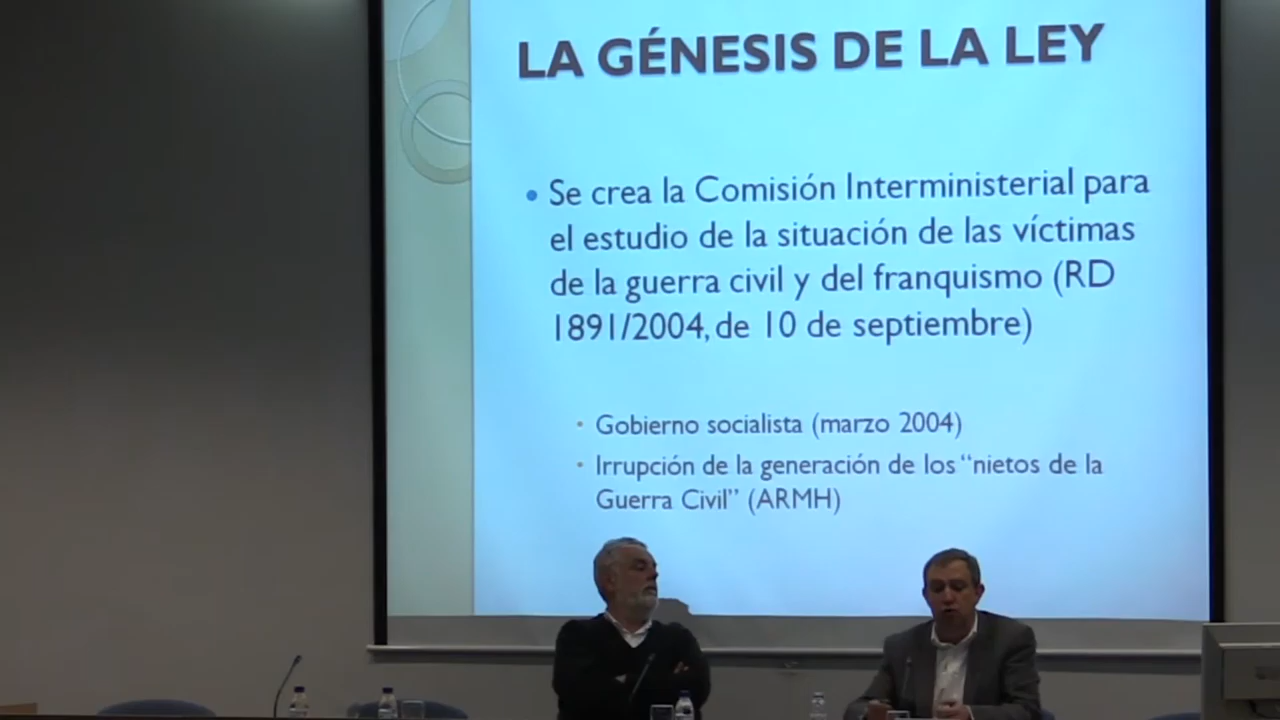 LA GÉNESIS DE LA LEY
• Se crea la Comisión Interministerial para
el estudio de la situación de las víctimas
de la guerra civil y del franquismo (RD
1891/2004, de 10 de septiembre)
• Gobierno socialista (marzo 2004)
• Irrupción de la generación de los “nietos de la
Guerra Civil” (ARMH)